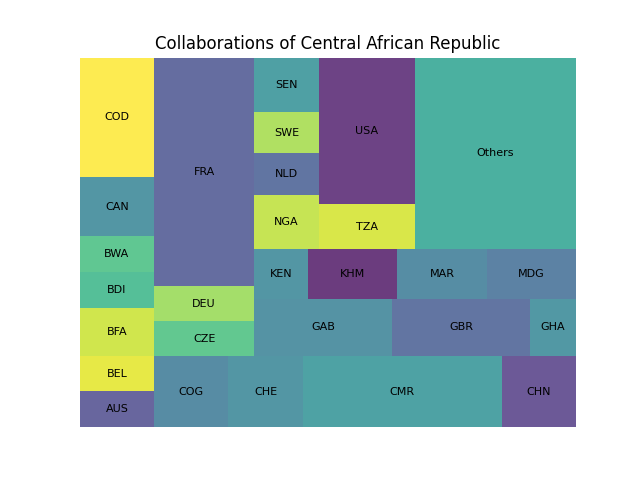 Collaborations of Central African Republic
COD
FRA
SEN
USA
Others
SWE
NLD
CAN
NGA
TZA
BWA
KEN
KHM
MAR
MDG
BDI
DEU
BFA
CZE
GAB
GBR
GHA
BEL
COG
CHE
CMR
CHN
AUS